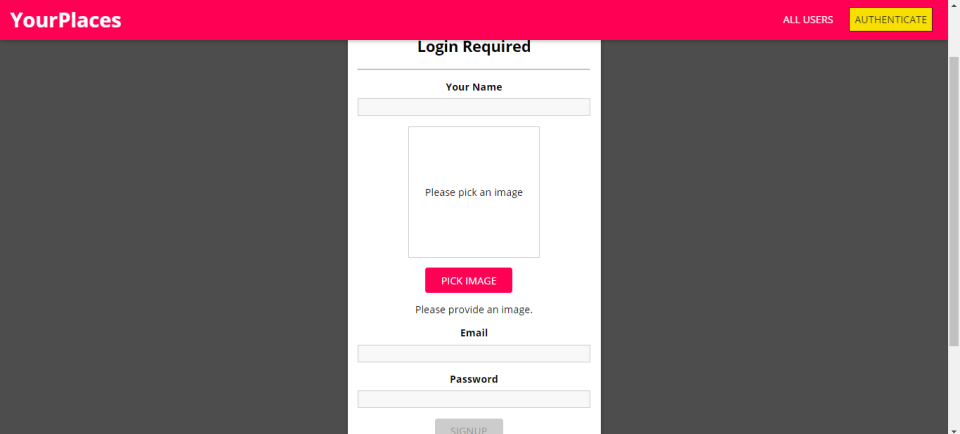 YourPlaces
ALL USERS
AUTHENTICATE
Login Required
Your Name
Please pick an image
PICK IMAGE
Please provide an image.
Email
Password
SIGNUP